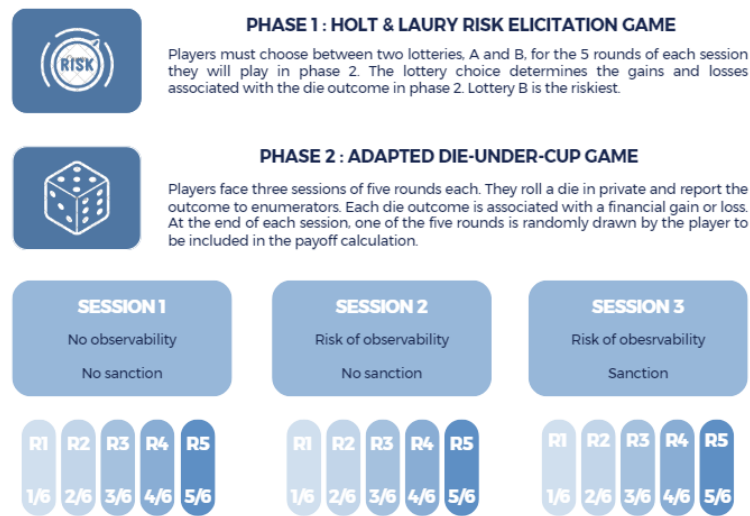 PHASE 1 : HOLT & LAURY RISK ELICITATION GAME
RISK
Players must choose between two lotteries, A and B, for the 5 rounds of each session
they will play in phase 2. The lottery choice determines the gains and losses
associated with the die outcome in phase 2. Lottery B is the riskiest.
PHASE 2 : ADAPTED DIE-UNDER-CUP GAME
Players face three sessions of five rounds each. They roll a die in private and report the
outcome to enumerators. Each die outcome is associated with a financial gain or loss.
At the end of each session, one of the five rounds is randomly drawn by the player to
be included in the payoff calculation.
SESSION 1
No observability
No sanction
SESSION 2
Risk of observability
No sanction
SESSION 3
Risk of obesrvability
Sanction
R1 R2 R3 R4 R5
1/6 2/6 3/6 4/6 5/6
R1 R2 R3 R4 R5
1/6 2/6 3/6 4/6 5/6
R1 R2 R3 R4 R5
1/6 2/6 3/6 4/6 5/6